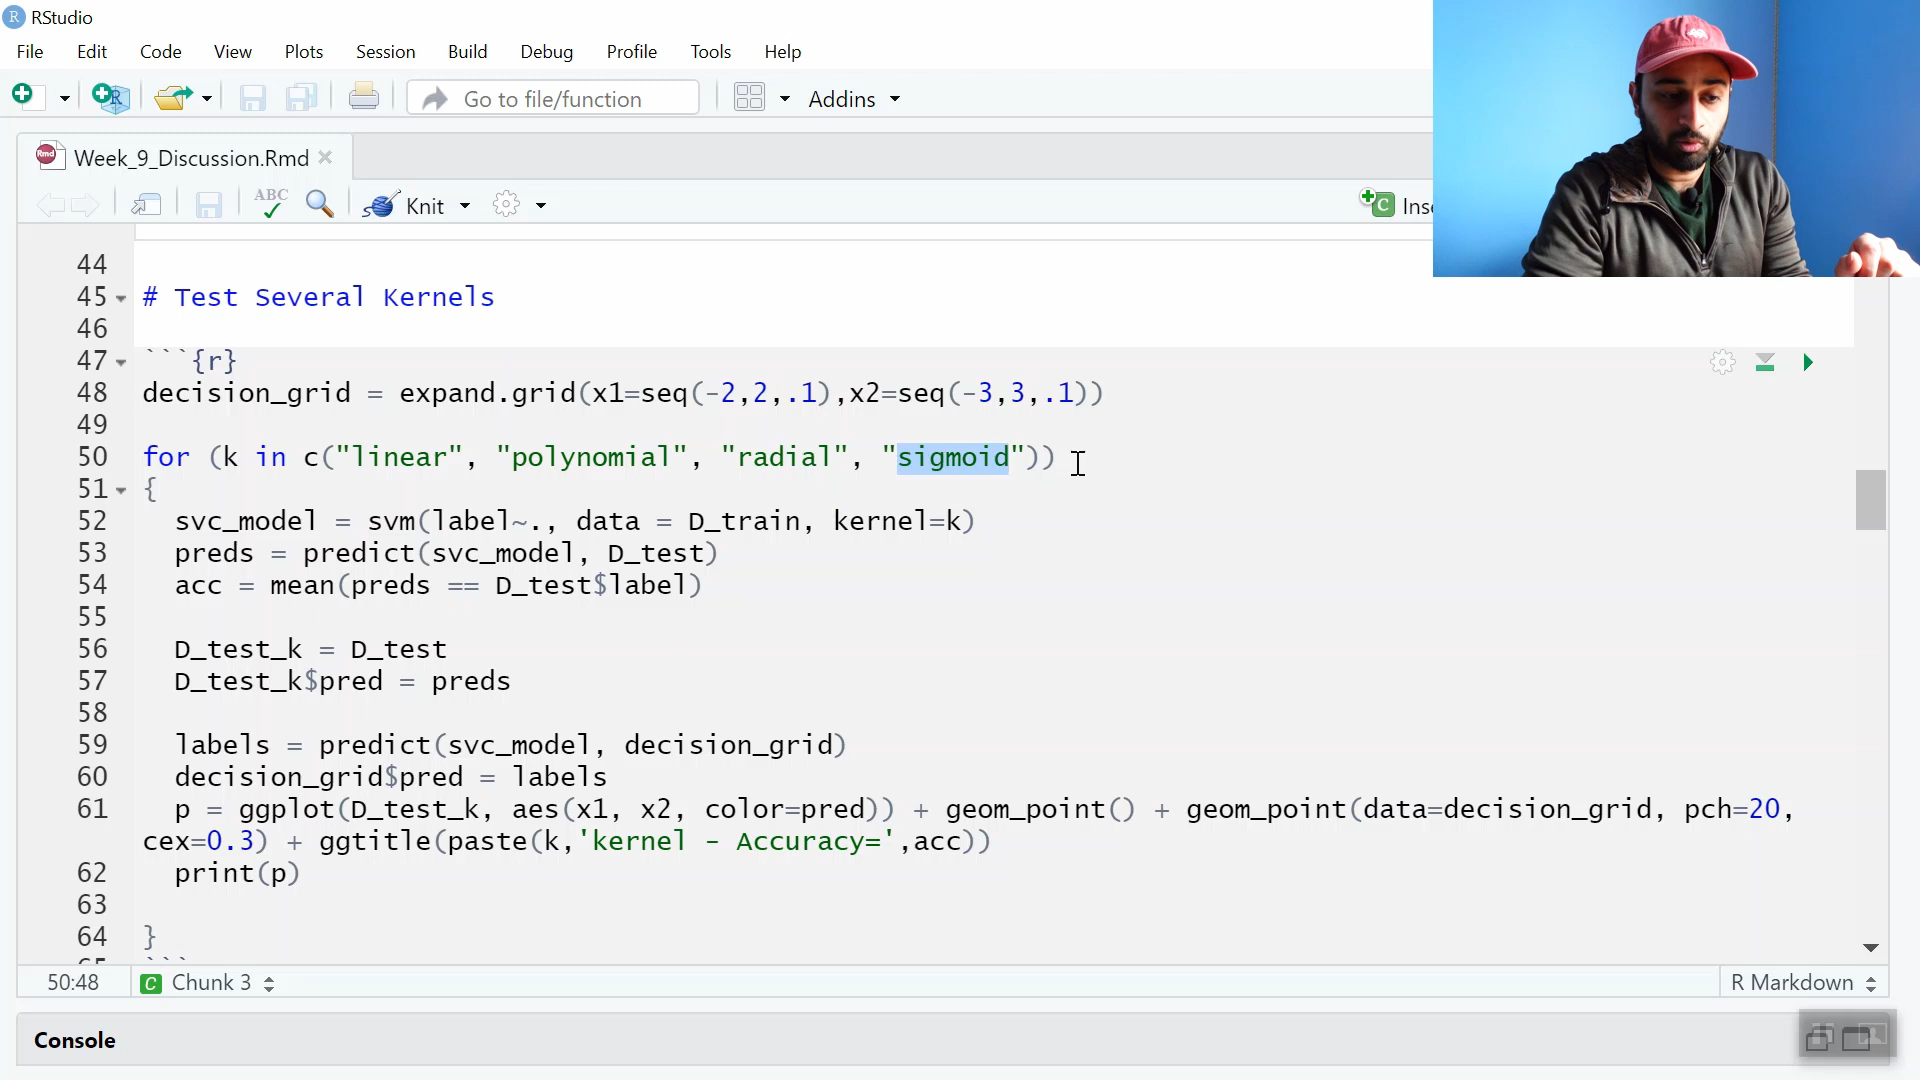 RStudio
File Edit Code View Plots Session Build Debug Profile Tools Help
Go to file/function Addins
Week_9_Discussion.Rmd
ABC Knit
44
45 # Test Several Kernels
46
47 ```{r}
48 decision_grid = expand.grid(x1=seq(-2,2,.1),x2=seq(-3,3,.1))
49
50 for (k in c("linear", "polynomial", "radial", "sigmoid"))
51 {
52 svc_model = svm(label~., data = D_train, kernel=k)
53 preds = predict(svc_model, D_test)
54 acc = mean(preds == D_test$label)
55
56 D_test_k = D_test
57 D_test_k$pred = preds
58
59 labels = predict(svc_model, decision_grid)
60 decision_grid$pred = labels
61 p = ggplot(D_test_k, aes(x1, x2, color=pred)) + geom_point() + geom_point(data=decision_grid, pch=20,
cex=0.3) + ggtitle(paste(k,'kernel - Accuracy=',acc))
62 print(p)
63
64 }
65 ```
50:48 C Chunk 3 R Markdown
Console